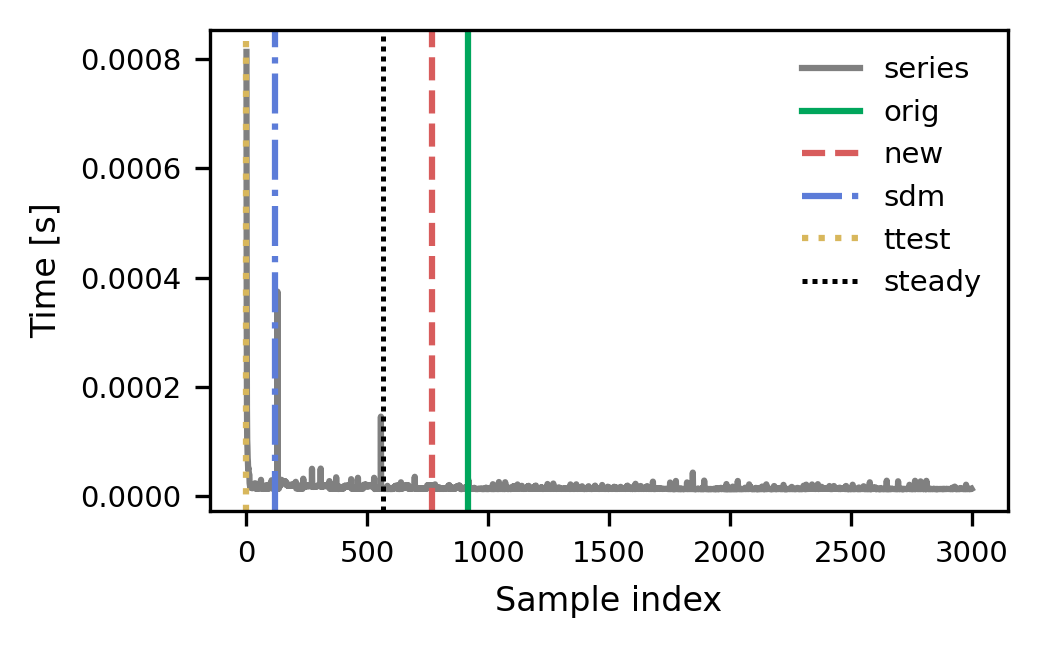 Time [s]
0.0008
0.0006
0.0004
0.0002
0.0000
series
orig
new
sdm
ttest
steady
0 500 1000 1500 2000 2500 3000
Sample index